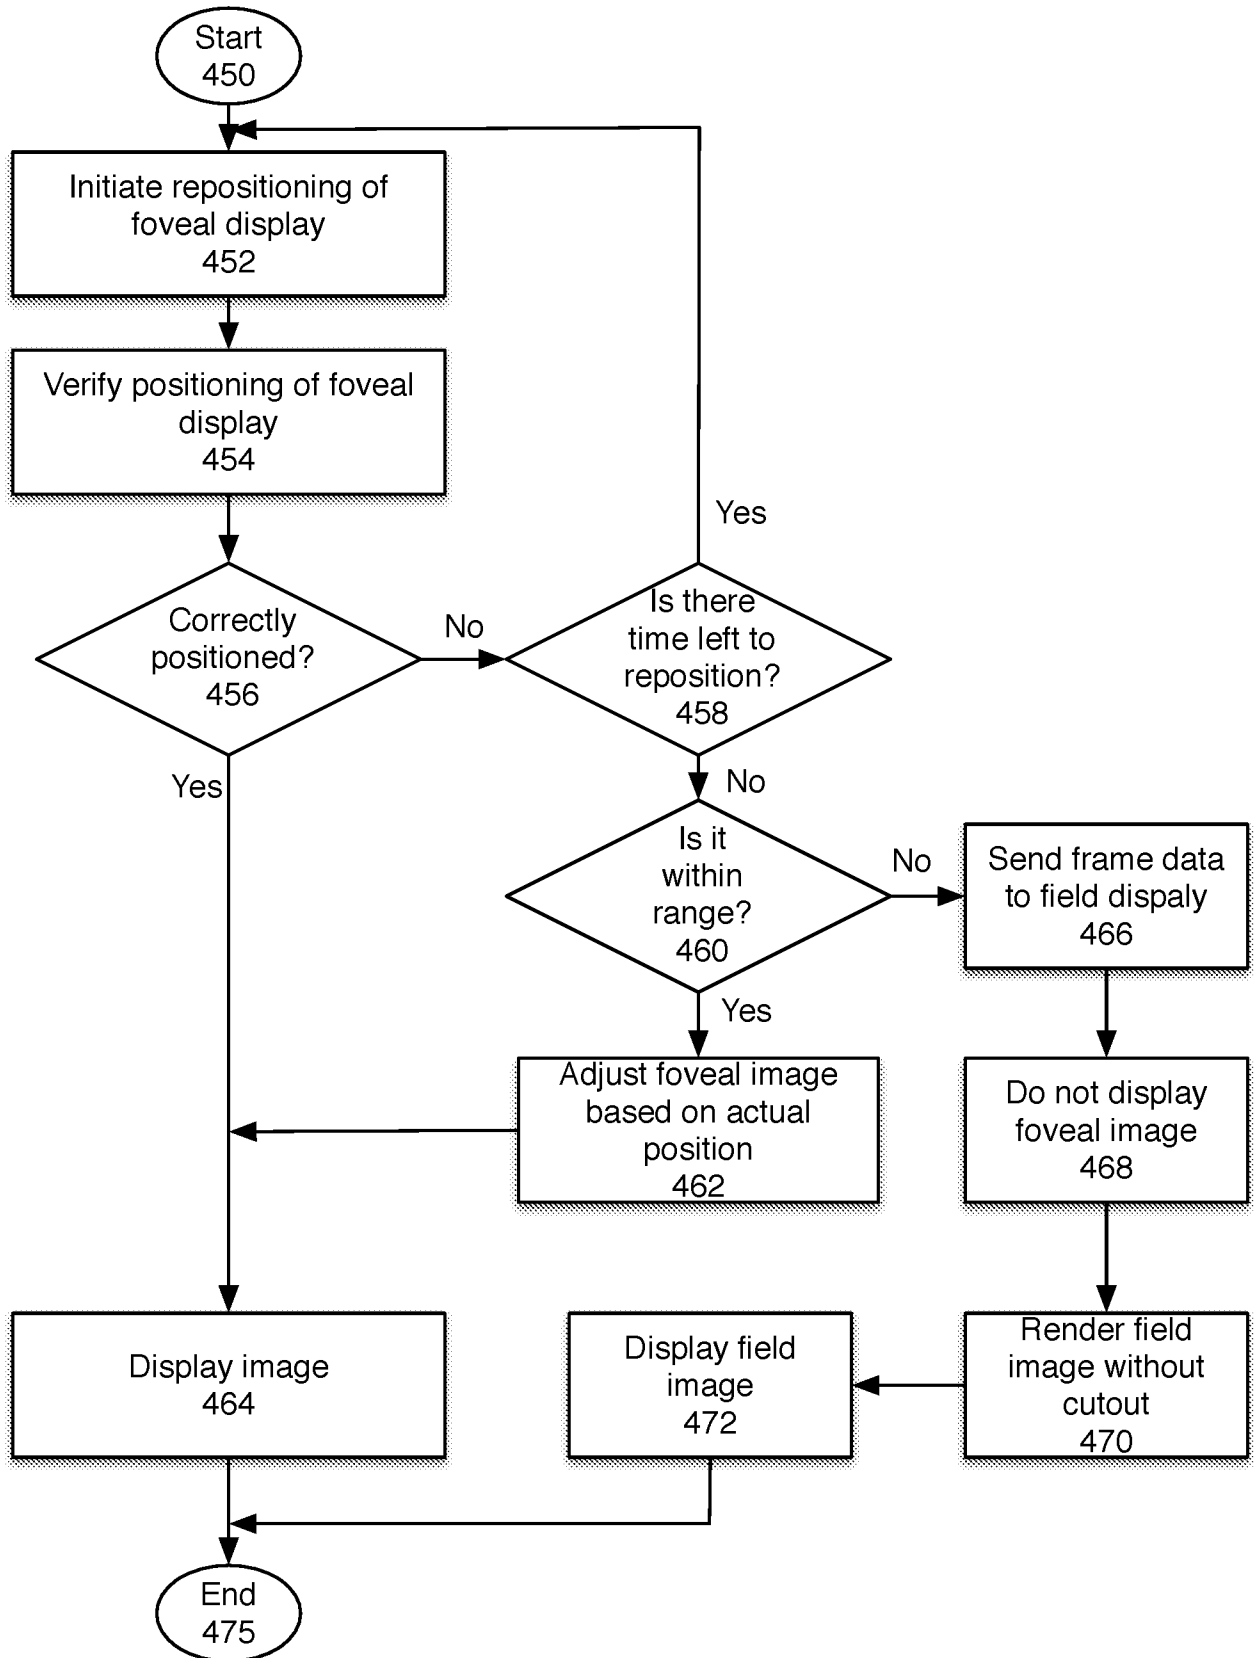 Start
450
Initiate repositioning of
foveal display
452
Verify positioning of foveal
display
454
Yes
Correctly
positioned?
456
No
Is there
time left to
reposition?
458
Yes
No
Is it
within
range?
460
No
Send frame data
to field dispaly
466
Yes
Adjust foveal image
based on actual
position
462
Do not display
foveal image
468
Display image
464
Display field
image
472
Render field
image without
cutout
470
End
475